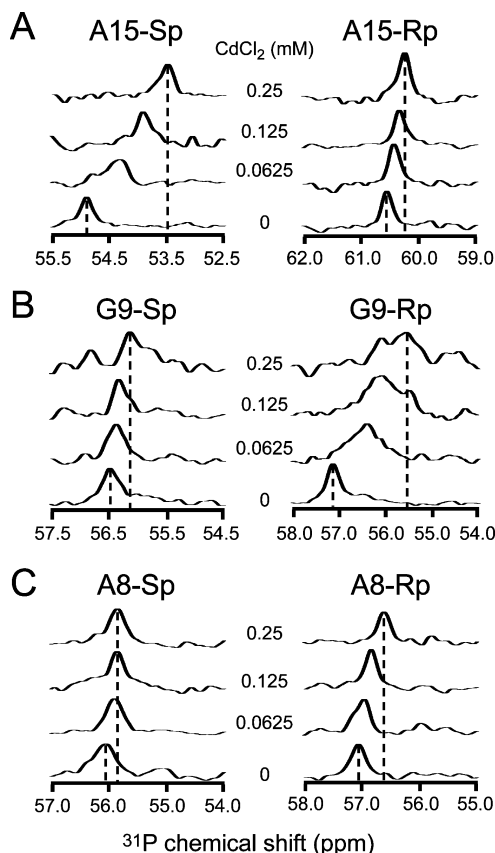 A
A15-Sp CdCl2 (mM) A15-Rp
0.25
0.125
0.0625
0
55.5 54.5 53.5 52.5 62.0 61.0 60.0 59.0
B
G9-Sp G9-Rp
0.25
0.125
0.0625
0
57.5 56.5 55.5 54.5 58.0 57.0 56.0 55.0 54.0
C
A8-Sp A8-Rp
0.25
0.125
0.0625
0
57.0 56.0 55.0 54.0 58.0 57.0 56.0 55.0
31P chemical shift (ppm)